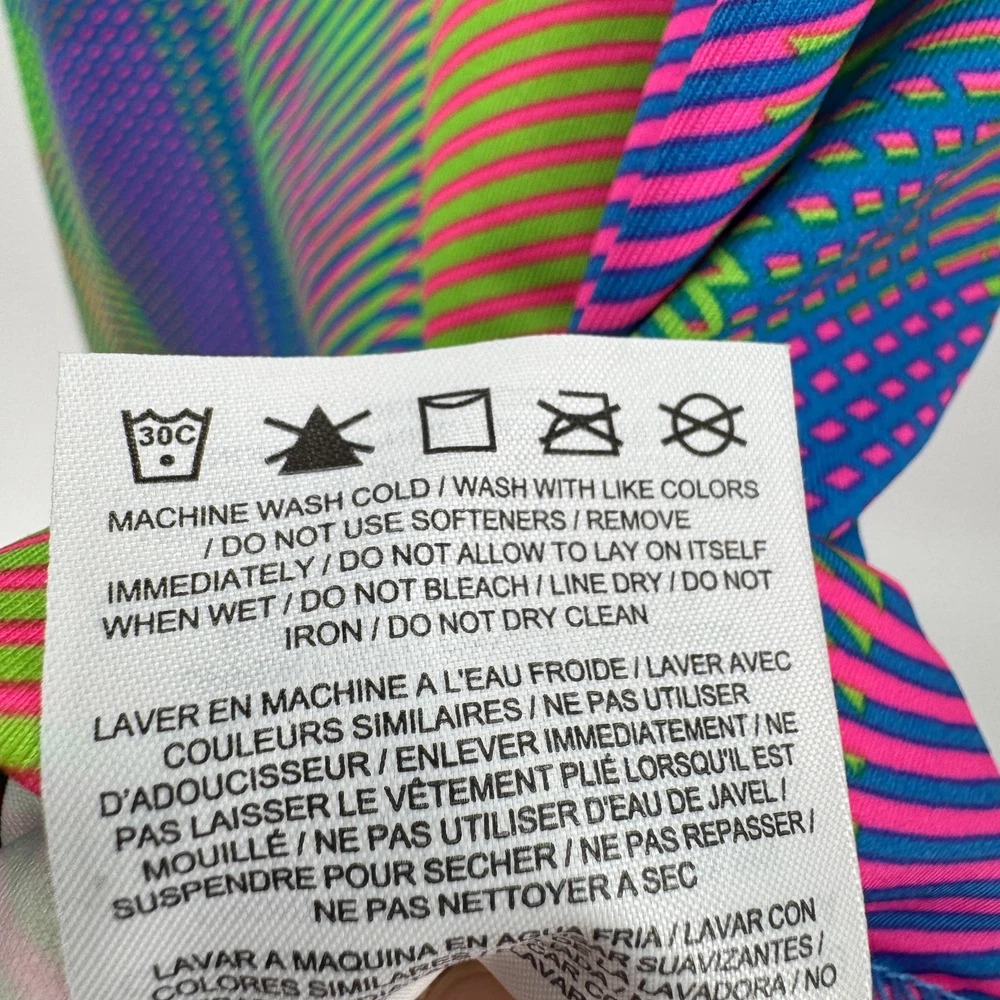 30C
MACHINE WASH COLD / WASH WITH LIKE COLORS
/ DO NOT USE SOFTENERS / REMOVE
IMMEDIATELY / DO NOT ALLOW TO LAY ON ITSELF
WHEN WET / DO NOT BLEACH / LINE DRY / DO NOT
IRON / DO NOT DRY CLEAN
LAVER EN MACHINE A L'EAU FROIDE / LAVER AVEC
COULEURS SIMILAIRES / NE PAS UTILISER
D'ADOUCISSEUR / ENLEVER IMMEDIATEMENT / NE
PAS LAISSER LE VÊTEMENT PLIÉ LORSQU'IL EST
MOUILLÉ / NE PAS UTILISER D'EAU DE JAVEL /
SUSPENDRE POUR SECHER / NE PAS REPASSER /
NE PAS NETTOYER A SEC
LAVAR A MAQUINA EN AGUA FRIA / LAVAR CON
COLORES SUAVIZANTES /
LAVADORA / NO